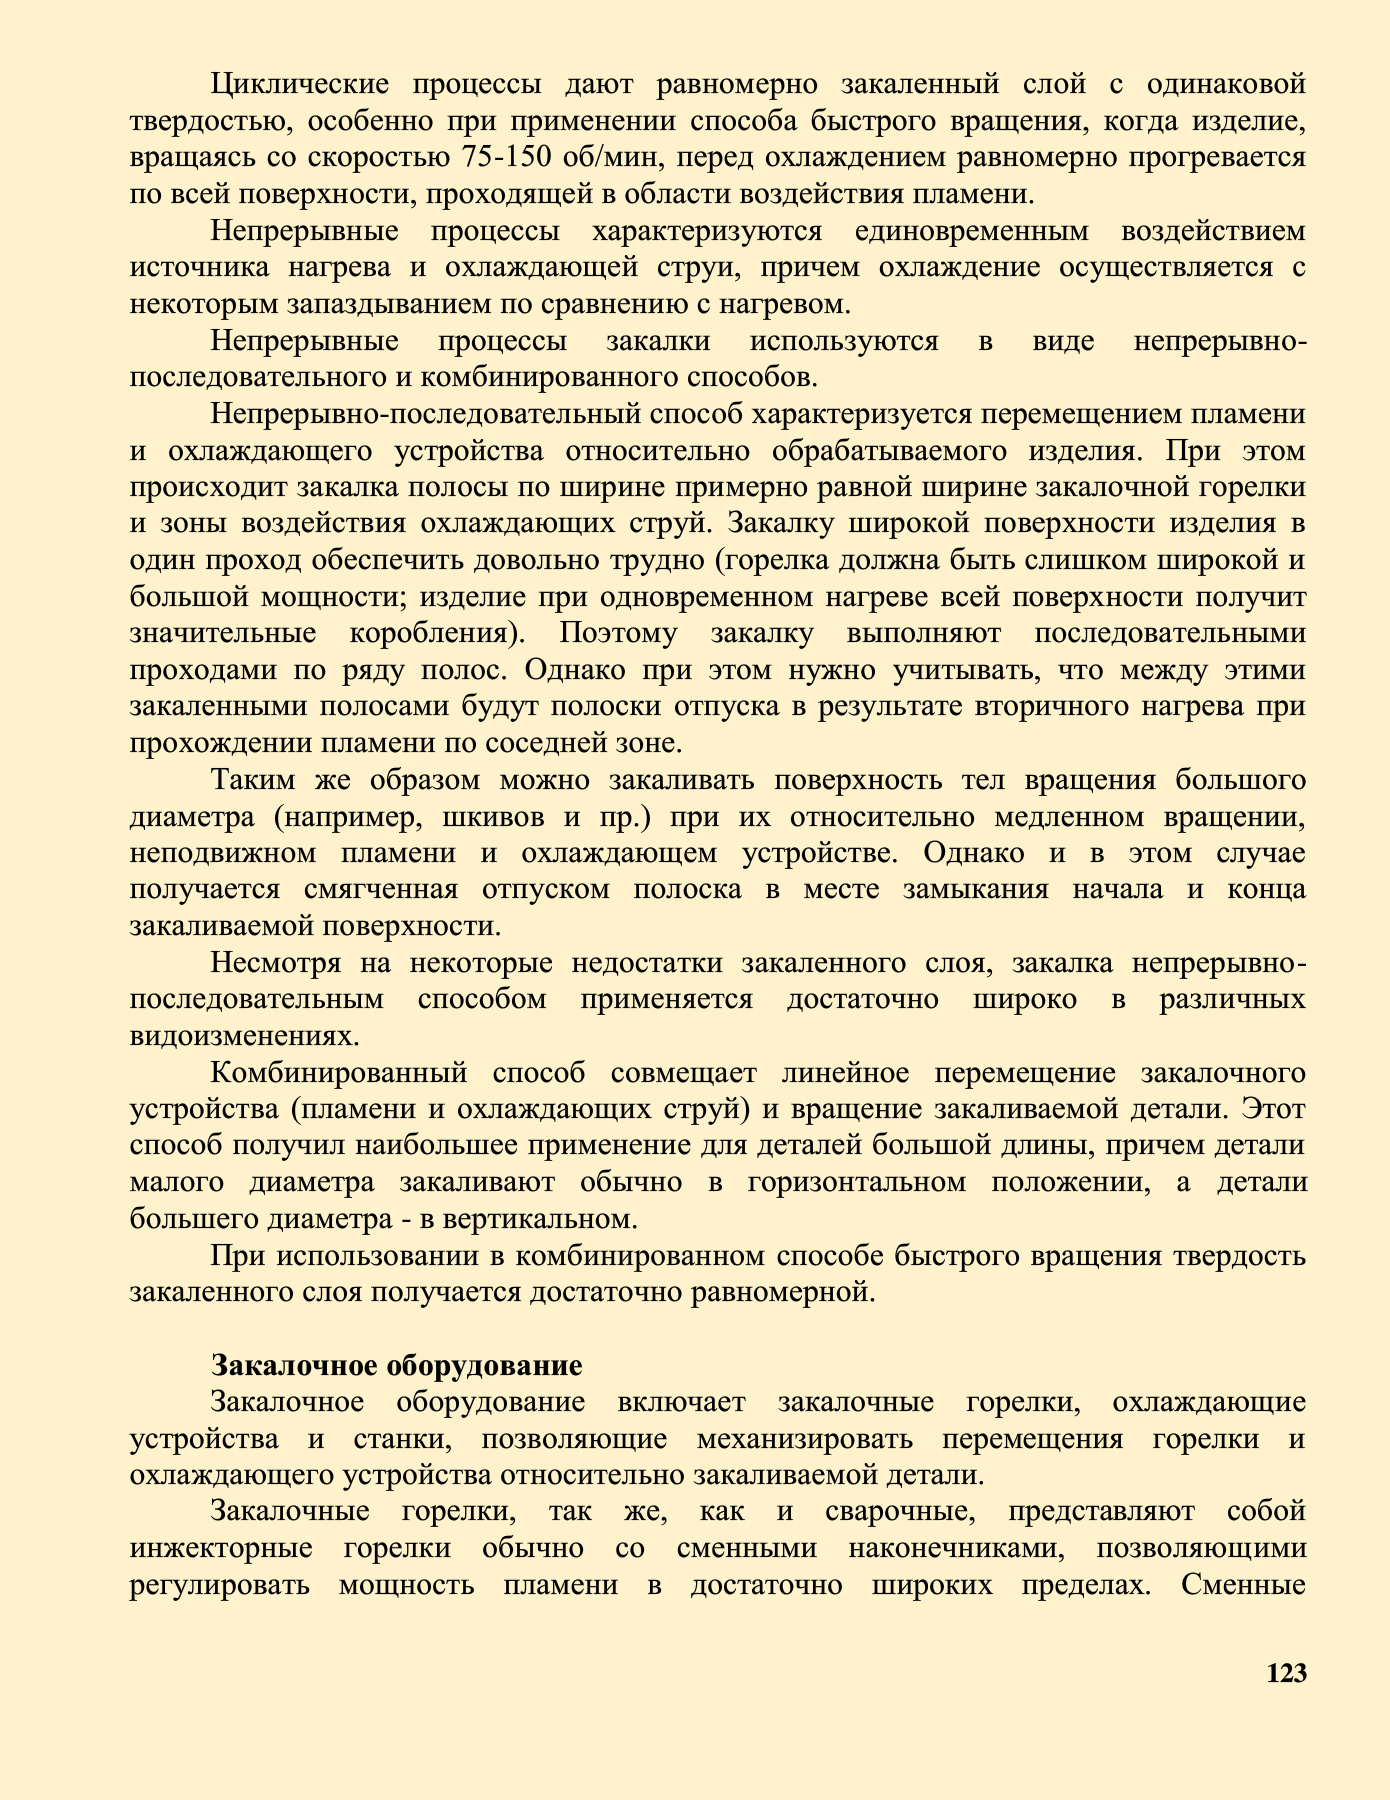 Циклические процессы дают равномерно закаленный слой с одинаковой
твердостью, особенно при применении способа быстрого вращения, когда изделие,
вращаясь со скоростью 75-150 об/мин, перед охлаждением равномерно прогревается
по всей поверхности, проходящей в области воздействия пламени.
Непрерывные процессы характеризуются единовременным воздействием
источника нагрева и охлаждающей струи, причем охлаждение осуществляется с
некоторым запаздыванием по сравнению с нагревом.
Непрерывные процессы закалки используются в виде непрерывно-
последовательного и комбинированного способов.
Непрерывно-последовательный способ характеризуется перемещением пламени
и охлаждающего устройства относительно обрабатываемого изделия. При этом
происходит закалка полосы по ширине примерно равной ширине закалочной горелки
и зоны воздействия охлаждающих струй. Закалку широкой поверхности изделия в
один проход обеспечить довольно трудно (горелка должна быть слишком широкой и
большой мощности; изделие при одновременном нагреве всей поверхности получит
значительные коробления). Поэтому закалку выполняют последовательными
проходами по ряду полос. Однако при этом нужно учитывать, что между этими
закаленными полосами будут полоски отпуска в результате вторичного нагрева при
прохождении пламени по соседней зоне.
Таким же образом можно закаливать поверхность тел вращения большого
диаметра (например, шкивов и пр.) при их относительно медленном вращении,
неподвижном пламени и охлаждающем устройстве. Однако и в этом случае
получается смягченная отпуском полоска в месте замыкания начала и конца
закаливаемой поверхности.
Несмотря на некоторые недостатки закаленного слоя, закалка непрерывно-
последовательным способом применяется достаточно широко в различных
видоизменениях.
Комбинированный способ совмещает линейное перемещение закалочного
устройства (пламени и охлаждающих струй) и вращение закаливаемой детали. Этот
способ получил наибольшее применение для деталей большой длины, причем детали
малого диаметра закаливают обычно в горизонтальном положении, а детали
большего диаметра - в вертикальном.
При использовании в комбинированном способе быстрого вращения твердость
закаленного слоя получается достаточно равномерной.
Закалочное оборудование
Закалочное оборудование включает закалочные горелки, охлаждающие
устройства и станки, позволяющие механизировать перемещения горелки и
охлаждающего устройства относительно закаливаемой детали.
Закалочные горелки, так же, как и сварочные, представляют собой
инжекторные горелки обычно со сменными наконечниками, позволяющими
регулировать мощность пламени в достаточно широких пределах. Сменные
123